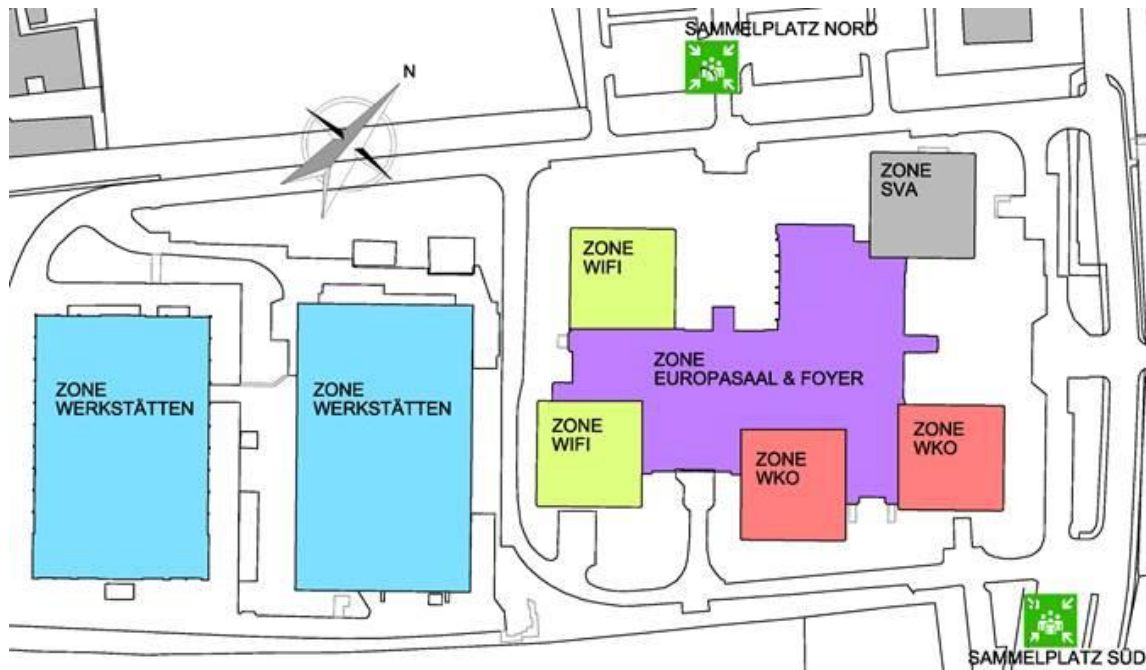 SAMMELPLATZ NORD
N
ZONE
SVA
ZONE
WIFI
ZONE
EUROPASAAL & FOYER
ZONE
WERKSTÄTTEN
ZONE
WERKSTÄTTEN
ZONE
WIFI
ZONE
WKO
ZONE
WKO
SAMMELPLATZ SÜD